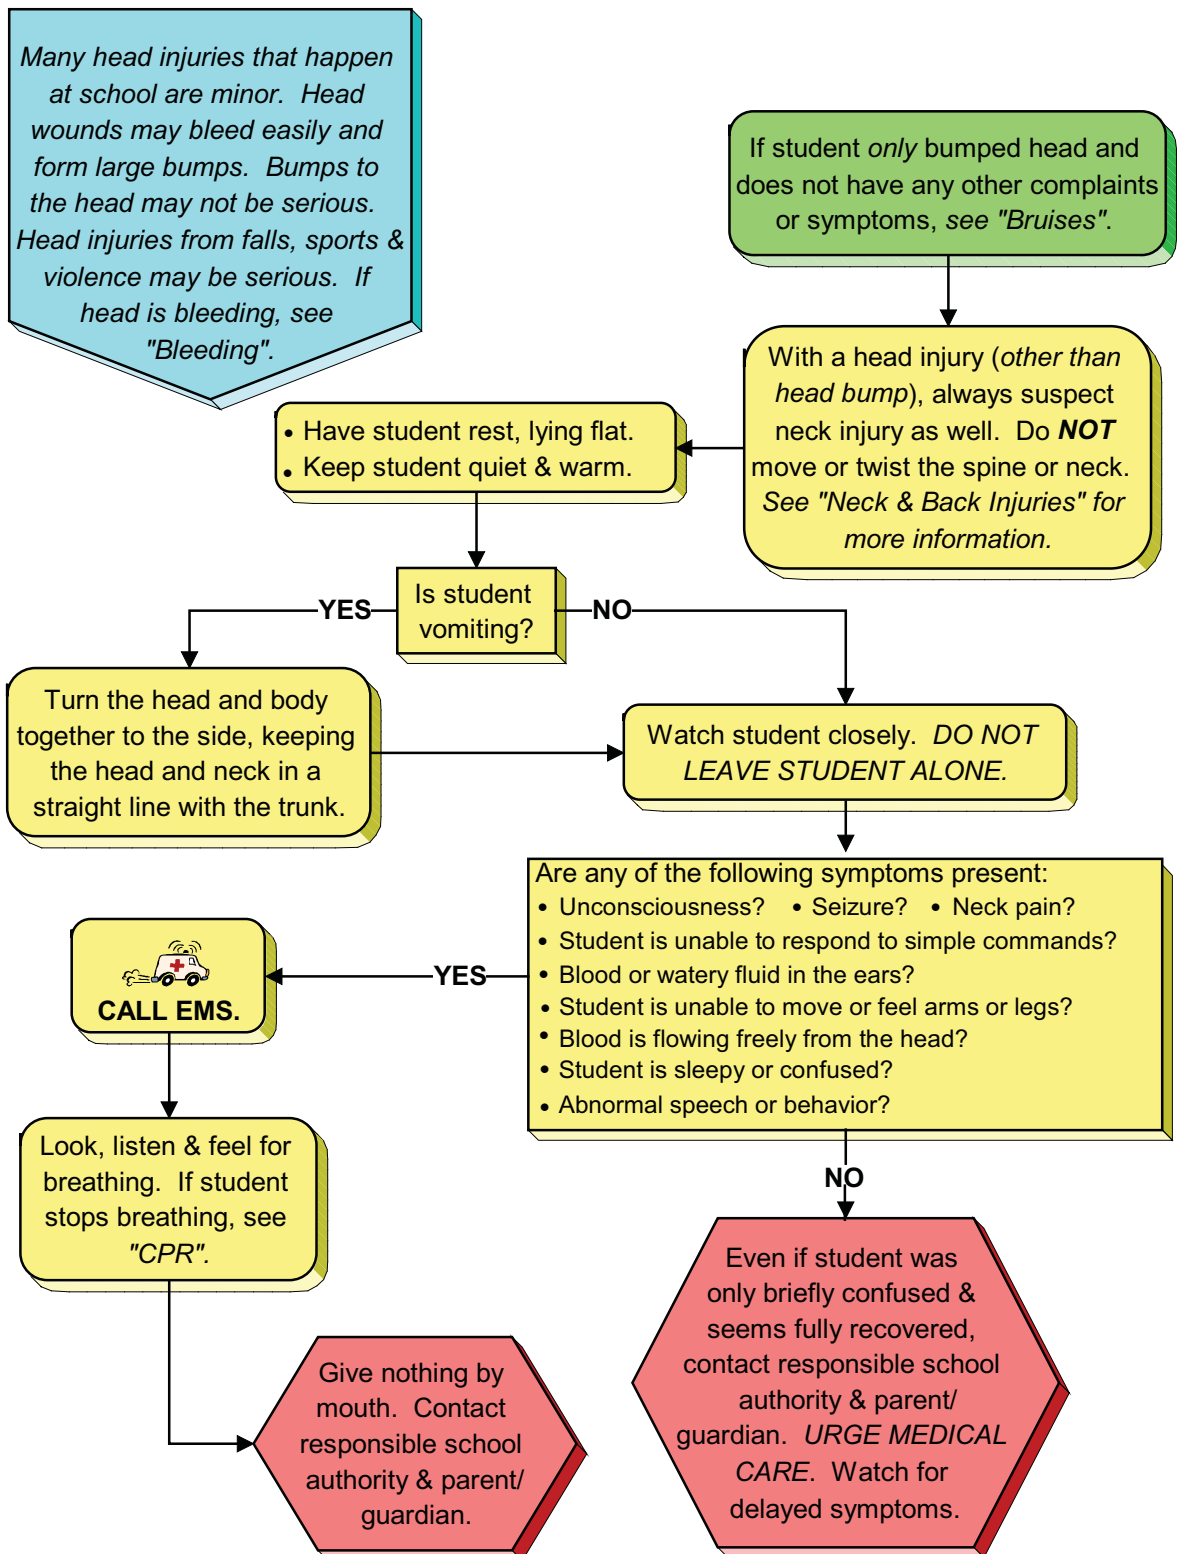 Many head injuries that happen
at school are minor.  Head
wounds may bleed easily and
form large bumps.  Bumps to
the head may not be serious.
Head injuries from falls, sports &
violence may be serious.  If
head is bleeding, see
"Bleeding".
If student only bumped head and
does not have any other complaints
or symptoms, see "Bruises".
With a head injury (other than
head bump), always suspect
neck injury as well.  Do NOT
move or twist the spine or neck.
See "Neck & Back Injuries" for
more information.
• Have student rest, lying flat.
• Keep student quiet & warm.
Is student
vomiting?
YES
NO
Turn the head and body
together to the side, keeping
the head and neck in a
straight line with the trunk.
Watch student closely.  DO NOT
LEAVE STUDENT ALONE.
Are any of the following symptoms present:
• Unconsciousness?   • Seizure?   • Neck pain?
• Student is unable to respond to simple commands?
• Blood or watery fluid in the ears?
• Student is unable to move or feel arms or legs?
• Blood is flowing freely from the head?
• Student is sleepy or confused?
• Abnormal speech or behavior?
YES
CALL EMS.
Look, listen & feel for
breathing.  If student
stops breathing, see
"CPR".
NO
Give nothing by
mouth.  Contact
responsible school
authority & parent/
guardian.
Even if student was
only briefly confused &
seems fully recovered,
contact responsible school
authority & parent/
guardian.  URGE MEDICAL
CARE.  Watch for
delayed symptoms.